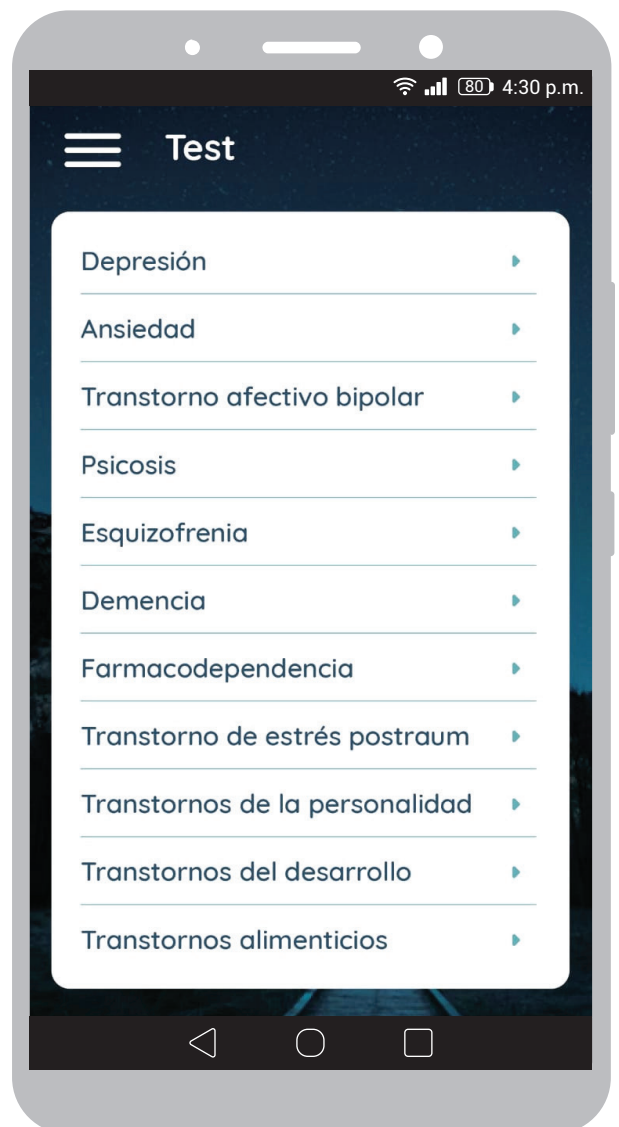 80 4:30 p.m.
Test
Depresión
Ansiedad
Transtorno afectivo bipolar
Psicosis
Esquizofrenia
Demencia
Farmacodependencia
Transtorno de estrés postraum
Transtornos de la personalidad
Transtornos del desarrollo
Transtornos alimenticios